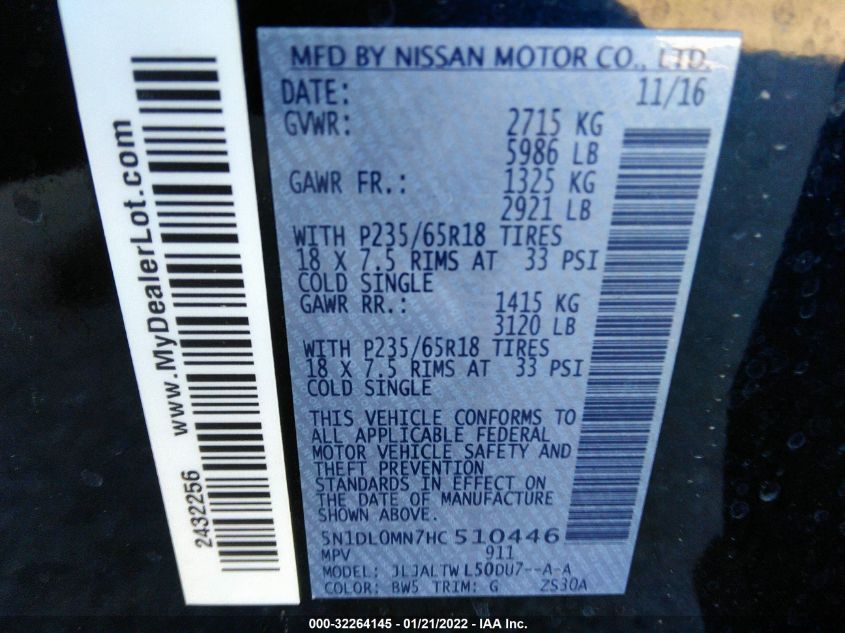 www.MyDealerLot.com
2432256
MFD BY NISSAN MOTOR CO., LTD.
DATE: 11/16
GVWR: 2715 KG
5986 LB
GAWR FR.: 1325 KG
2921 LB
WITH P235/65R18 TIRES
18 X 7.5 RIMS AT 33 PSI
COLD SINGLE
GAWR RR.: 1415 KG
3120 LB
WITH P235/65R18 TIRES
18 X 7.5 RIMS AT 33 PSI
COLD SINGLE
THIS VEHICLE CONFORMS TO
ALL APPLICABLE FEDERAL
MOTOR VEHICLE SAFETY AND
THEFT PREVENTION
STANDARDS IN EFFECT ON
THE DATE OF MANUFACTURE
SHOWN ABOVE.
5N1DL0MN7HC510446
MPV 911
MODEL: JLJALTWL50DU7--A-A
COLOR: BW5 TRIM: G ZS30A
000-32264145 - 01/21/2022 - IAA Inc.